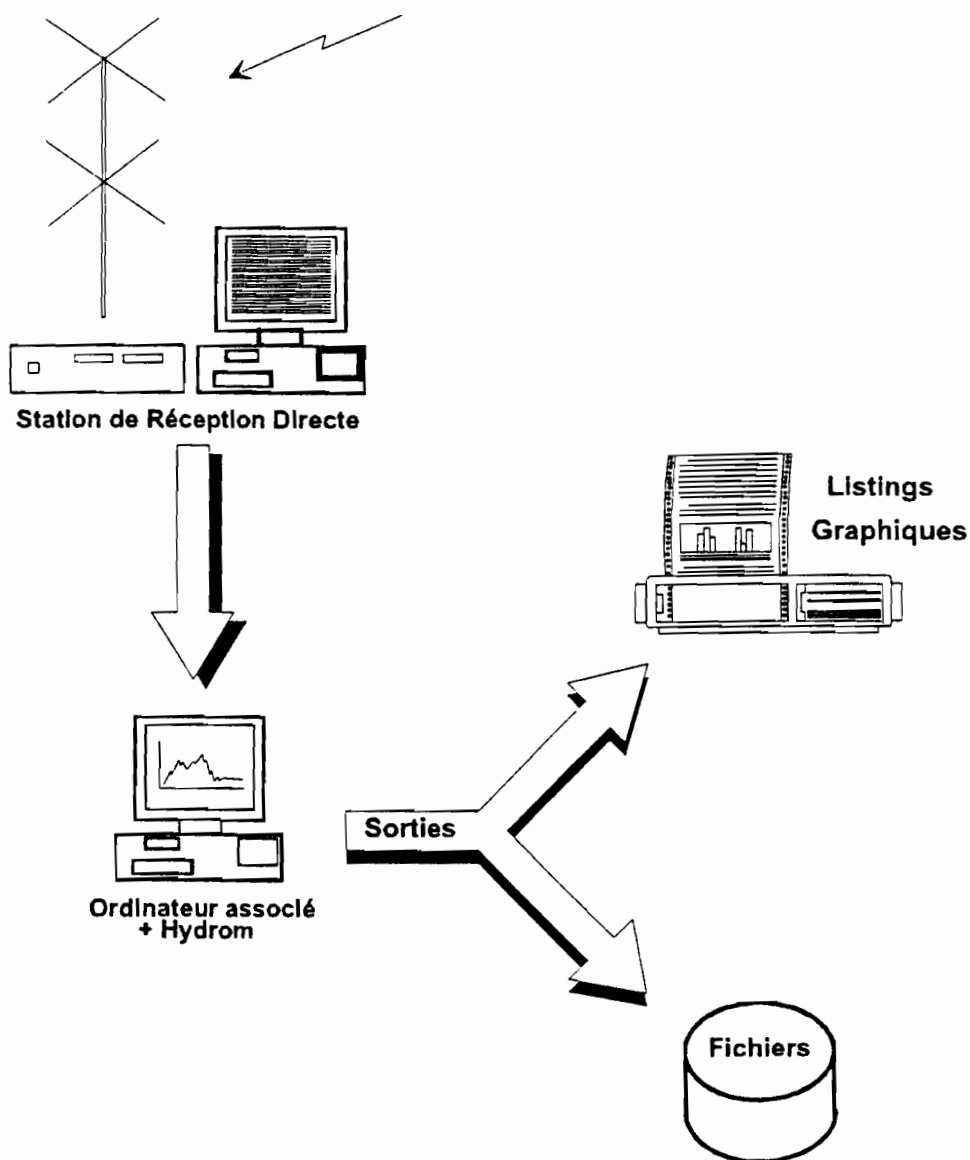 Station de Réception Directe
Listings
Graphiques
Sorties
Ordinateur associé
+ Hydrom
Fichiers